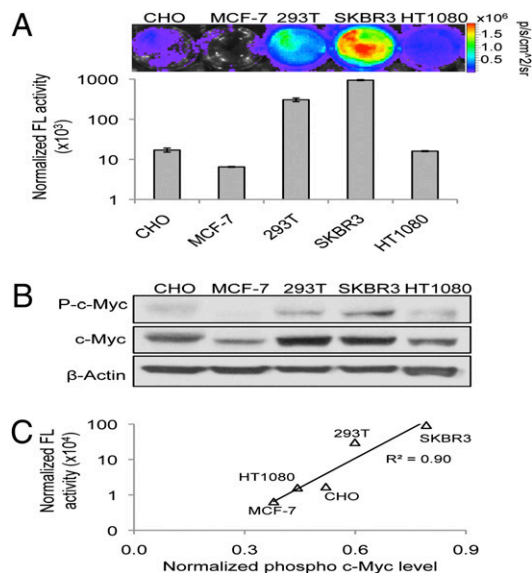 A
CHO MCF-7 293T SKBR3 HT1080
x10⁶
1.5
1.0
0.5
p/s/cm^2/sr
Normalized FL activity
(x10³)
1000
100
10
1
CHO
MCF-7
293T
SKBR3
HT1080
B
CHO MCF-7 293T SKBR3 HT1080
P-c-Myc
c-Myc
β-Actin
C
Normalized FL
activity (x10⁴)
100
10
1
0
293T
SKBR3
R² = 0.90
HT1080
CHO
MCF-7
0.0 0.3 0.6 0.9
Normalized phospho c-Myc level